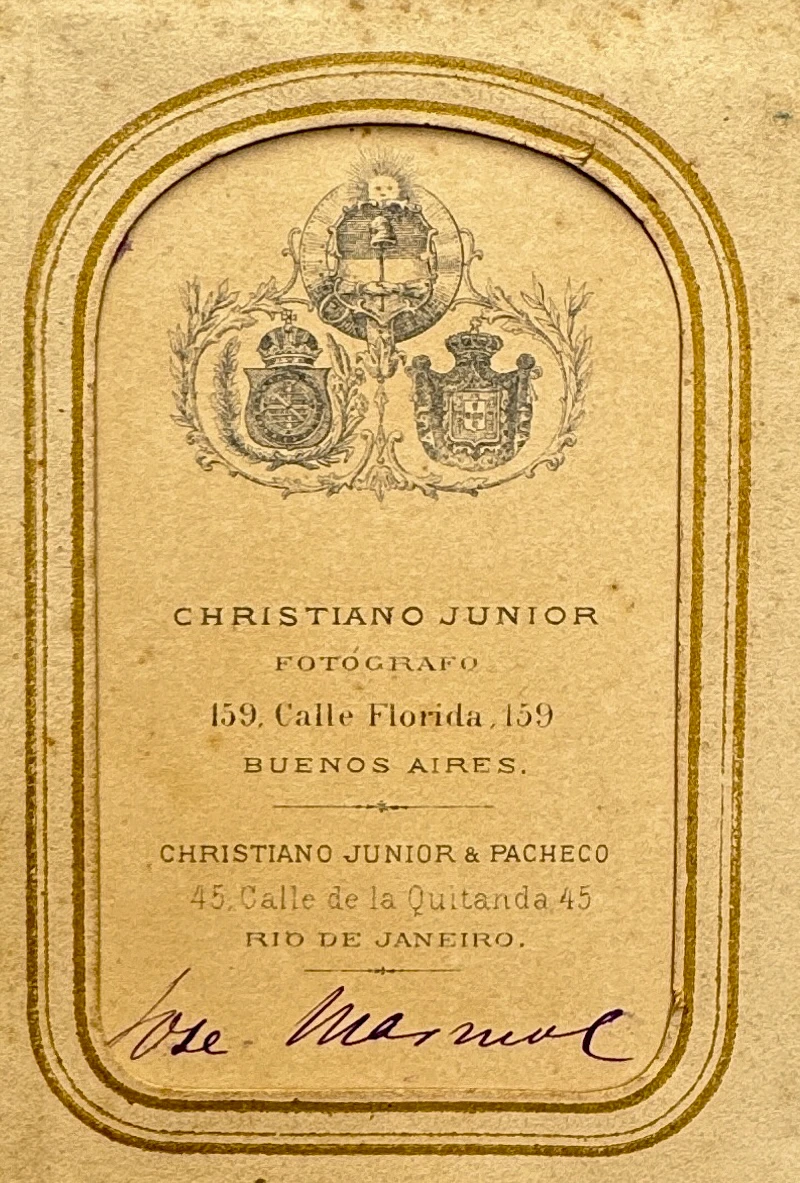 CHRISTIANO JUNIOR
FOTÓGRAFO
159, Calle Florida, 159
BUENOS AIRES.
CHRISTIANO JUNIOR & PACHECO
45, Calle de la Quitanda, 45
RIO DE JANEIRO.
Jose Marmol